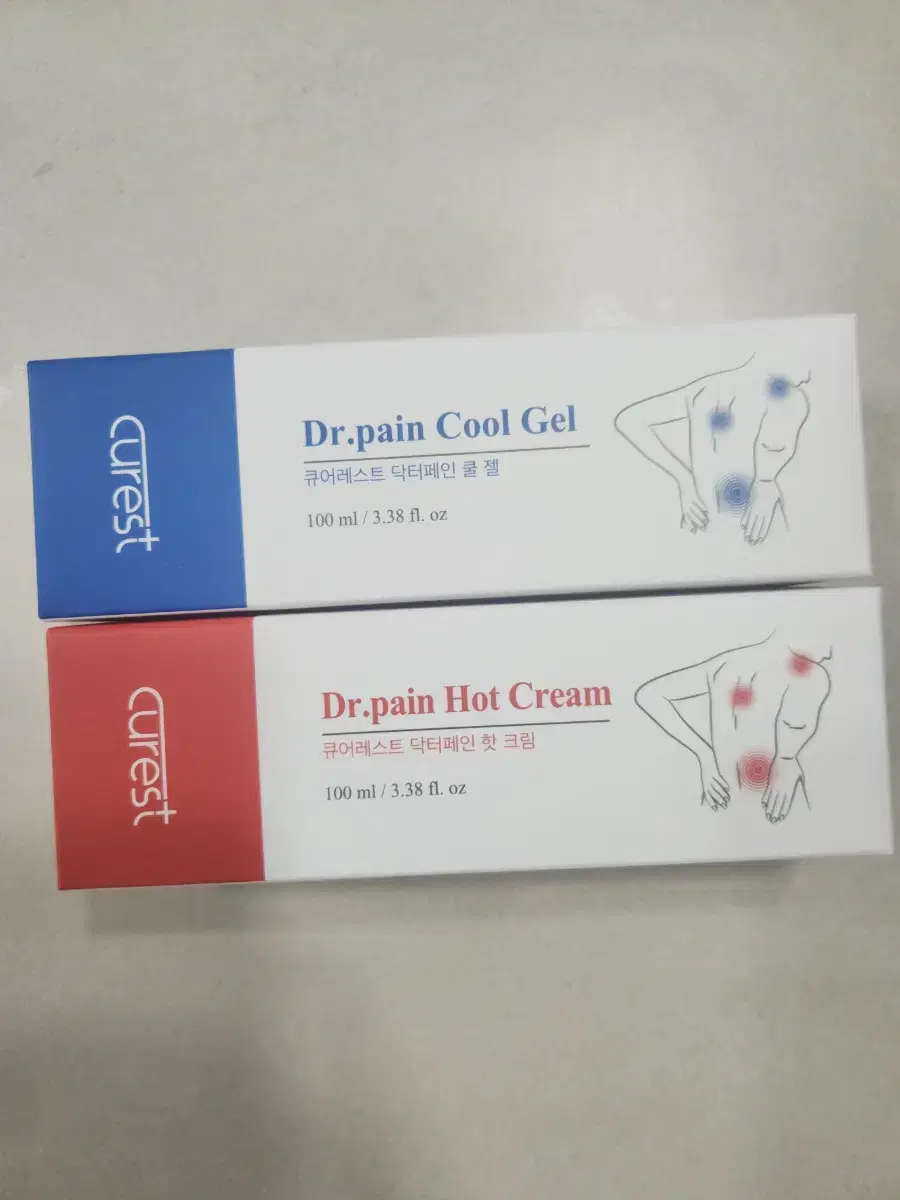 curest
Dr.pain Cool Gel
큐어레스트 닥터페인 쿨 젤
100 ml / 3.38 fl. oz
curest
Dr.pain Hot Cream
큐어레스트 닥터페인 핫 크림
100 ml / 3.38 fl. oz